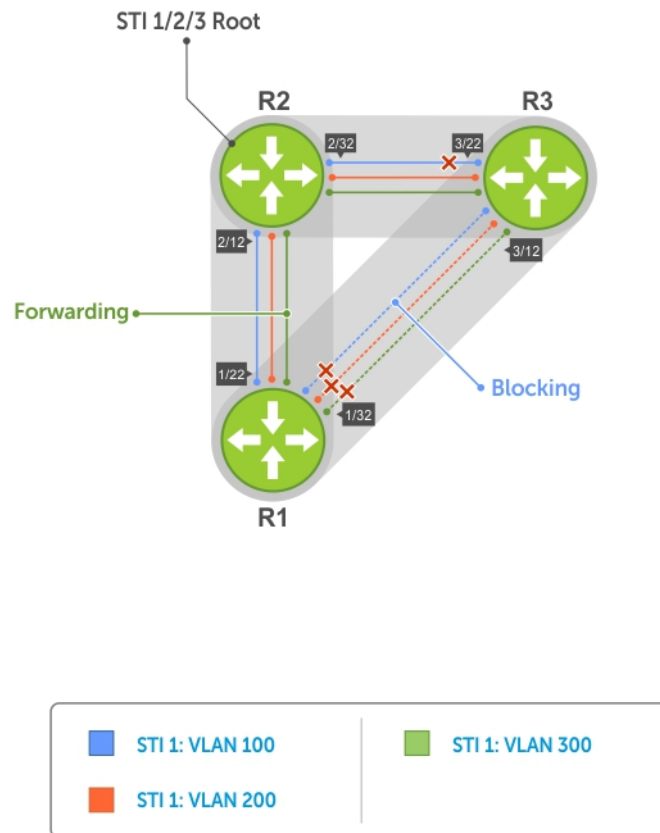 STI 1/2/3 Root
R2
R3
2/32
3/22
2/12
3/12
Forwarding
1/22
Blocking
1/32
R1
STI 1: VLAN 100
STI 1: VLAN 300
STI 1: VLAN 200